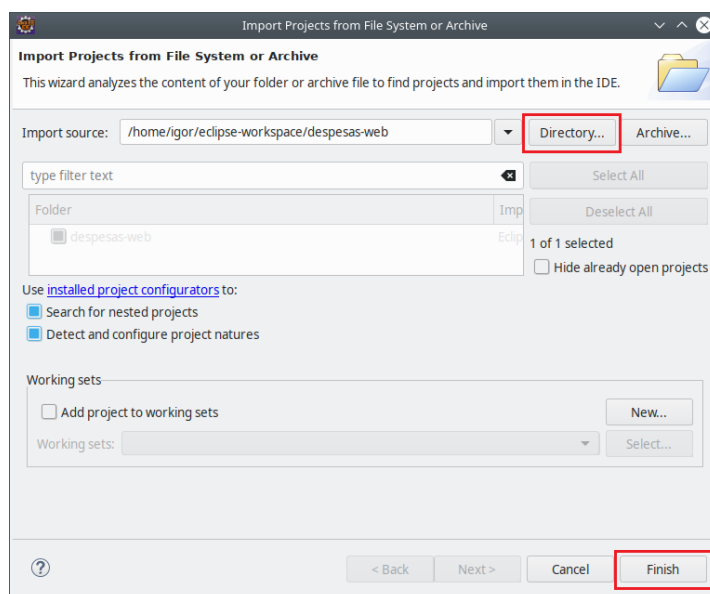 Import Projects from File System or Archive
Import Projects from File System or Archive
This wizard analyzes the content of your folder or archive file to find projects and import them in the IDE.
Import source: /home/igor/eclipse-workspace/despesas-web Directory... Archive...
type filter text Select All
Folder Imp Deselect All
despesas-web Eclip
1 of 1 selected
Hide already open projects
Use installed project configurators to:
Search for nested projects
Detect and configure project natures
Working sets
Add project to working sets New...
Working sets: Select...
? < Back Next > Cancel Finish